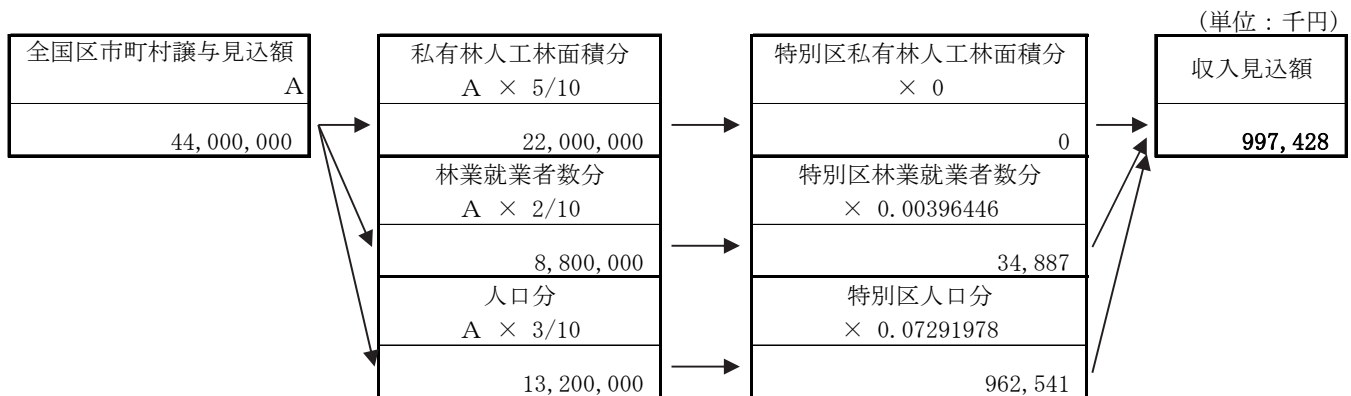 （単位：千円）
全国区市町村譲与見込額
A
44,000,000
私有林人工林面積分
A × 5/10
22,000,000
林業就業者数分
A × 2/10
8,800,000
人口分
A × 3/10
13,200,000
特別区私有林人工林面積分
× 0
0
特別区林業就業者数分
× 0.00396446
34,887
特別区人口分
× 0.07291978
962,541
収入見込額
997,428